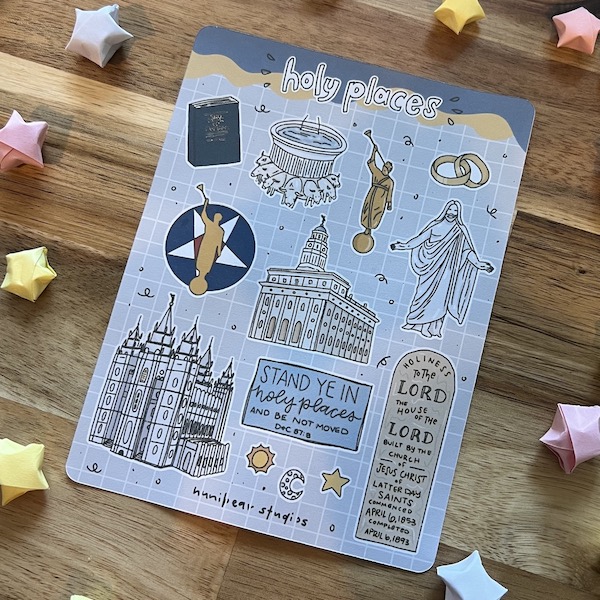 holy places
STAND YE IN
holy places
AND BE NOT MOVED
D&C 87:8
HOLINESS
to the
LORD
THE
HOUSE
OF THE
LORD
BUILT BY THE
CHURCH
of
JESUS CHRIST
OF
LATTER DAY
SAINTS
COMMENCED
APRIL 6, 1853
COMPLETED
APRIL 6, 1893